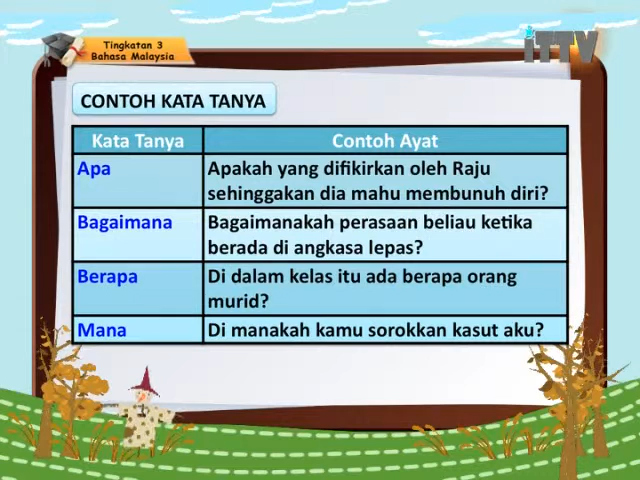 Tingkatan 3
Bahasa Malaysia
iTTV
CONTOH KATA TANYA
Kata Tanya Contoh Ayat
Apa Apakah yang difikirkan oleh Raju
sehinggakan dia mahu membunuh diri?
Bagaimana Bagaimanakah perasaan beliau ketika
berada di angkasa lepas?
Berapa Di dalam kelas itu ada berapa orang
murid?
Mana Di manakah kamu sorokkan kasut aku?